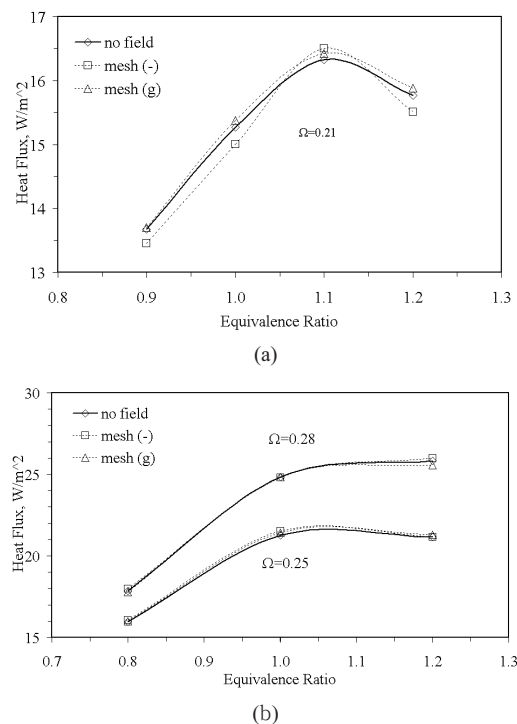 17
16
15
14
13
Heat Flux, W/m^2
no field
mesh (-)
mesh (g)
Ω=0.21
0.8 0.9 1.0 1.1 1.2 1.3
Equivalence Ratio
(a)
30
25
20
15
Heat Flux, W/m^2
no field
mesh (-)
mesh (g)
Ω=0.28
Ω=0.25
0.7 0.8 0.9 1.0 1.1 1.2 1.3
Equivalence Ratio
(b)